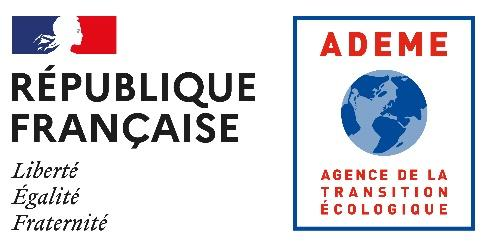 RÉPUBLIQUE
FRANÇAISE
Liberté
Égalité
Fraternité
ADEME
AGENCE DE LA
TRANSITION
ÉCOLOGIQUE